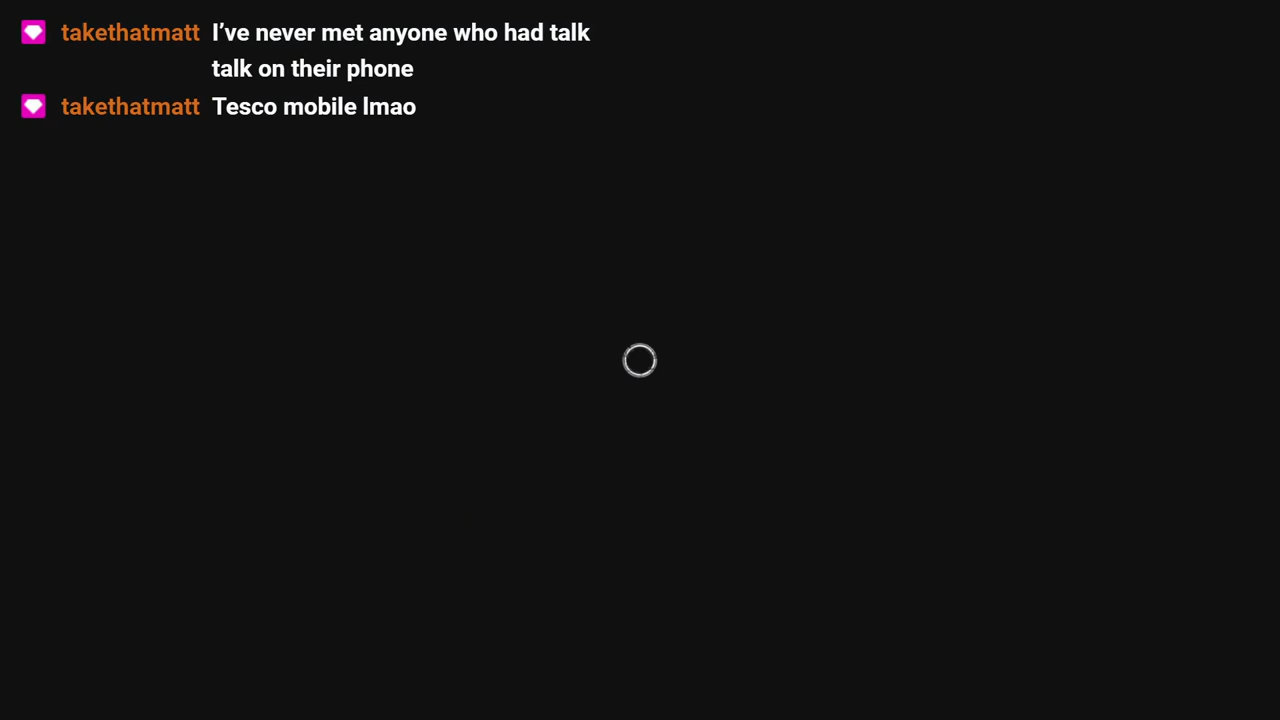 takethatmatt I’ve never met anyone who had talk
talk on their phone
takethatmatt Tesco mobile lmao